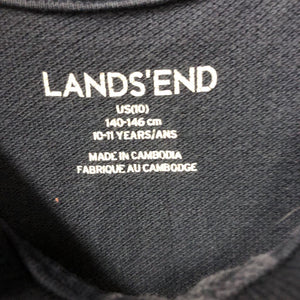 LANDS'END
US(10)
140-146 cm
10-11 YEARS/ANS
MADE IN CAMBODIA
FABRIQUE AU CAMBODGE